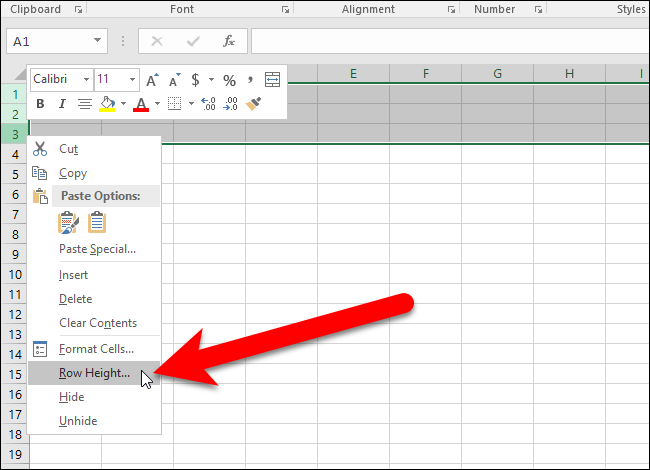 Clipboard Font Alignment Number Styles
A1 fx
Calibri 11 A A $ % ,
B I A .0 .00 .00 .0
E F G H I
1
2
3
4 Cut
5 Copy
6 Paste Options:
7
8
9 Paste Special...
10 Insert
11 Delete
12 Clear Contents
13
14 Format Cells...
15 Row Height...
16 Hide
17 Unhide
18
19